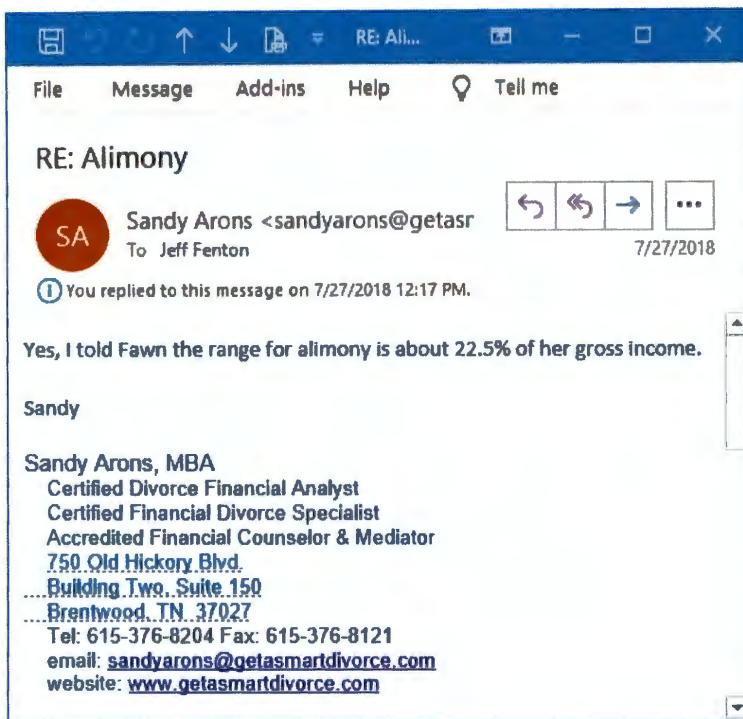 RE: Ali...
File Message Add-ins Help Tell me
RE: Alimony
SA
Sandy Arons <sandyarons@getasr
To Jeff Fenton
7/27/2018
You replied to this message on 7/27/2018 12:17 PM.
Yes, I told Fawn the range for alimony is about 22.5% of her gross income.
Sandy
Sandy Arons, MBA
Certified Divorce Financial Analyst
Certified Financial Divorce Specialist
Accredited Financial Counselor & Mediator
750 Old Hickory Blvd.
Building Two, Suite 150
Brentwood, TN 37027
Tel: 615-376-8204 Fax: 615-376-8121
email: sandyarons@getasmartdivorce.com
website: www.getasmartdivorce.com